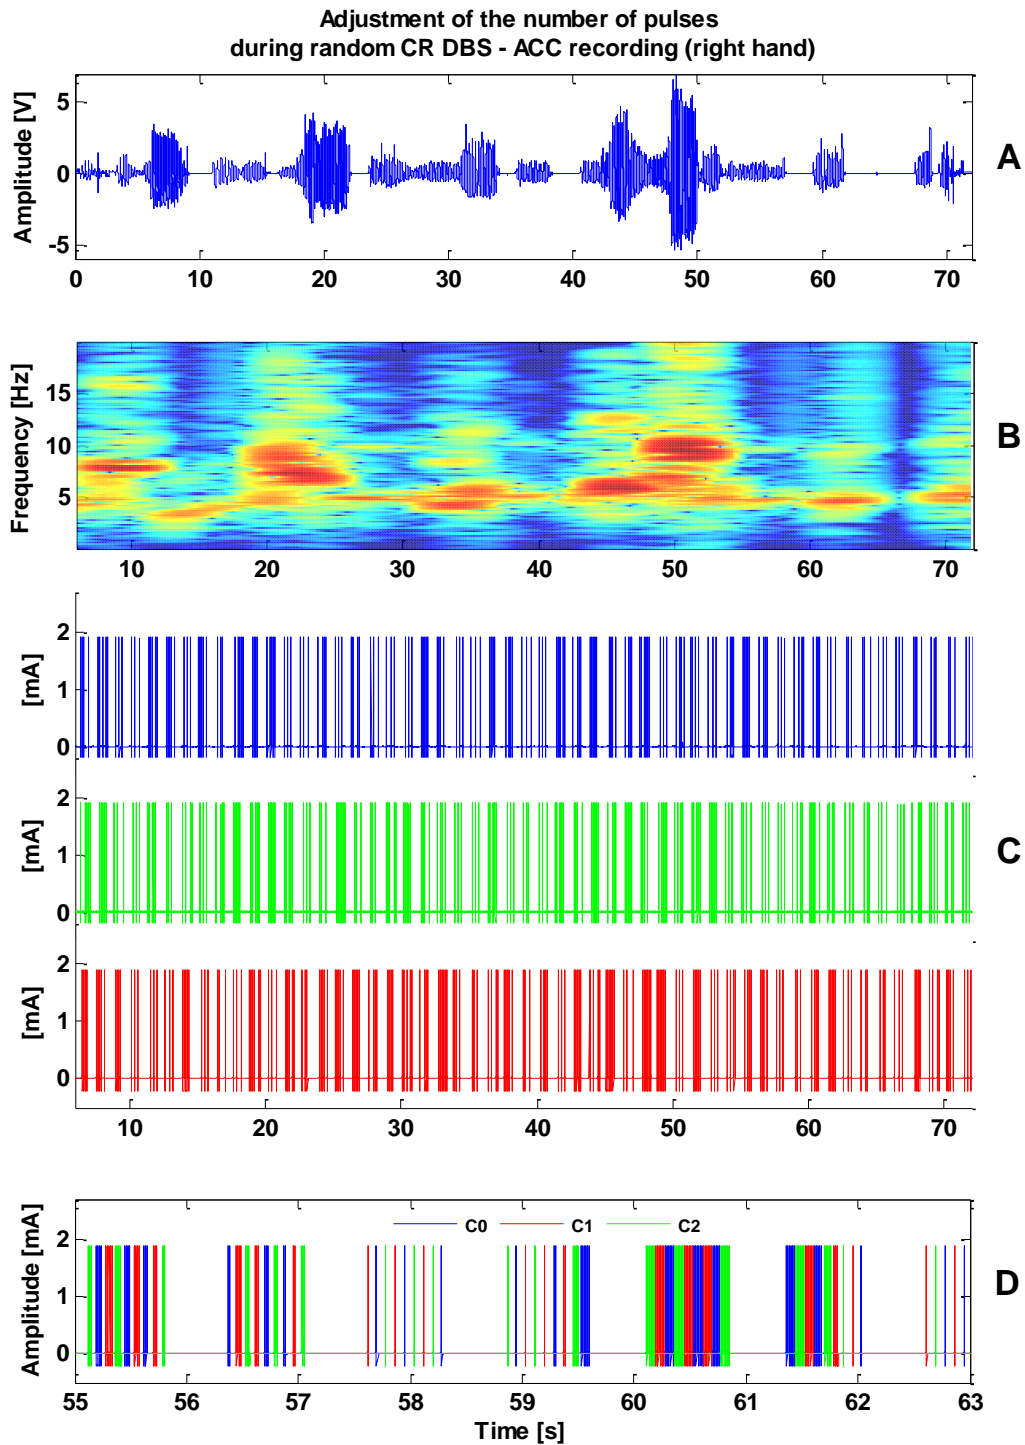 Adjustment of the number of pulses
during random CR DBS - ACC recording (right hand)
Amplitude [V]
5
0
-5
0 10 20 30 40 50 60 70
A
Frequency [Hz]
15
10
5
10 20 30 40 50 60 70
B
[mA]
2
1
0
[mA]
2
1
0
C
[mA]
2
1
0
10 20 30 40 50 60 70
Amplitude [mA]
C0 C1 C2
2
1
0
D
55 56 57 58 59 60 61 62 63
Time [s]